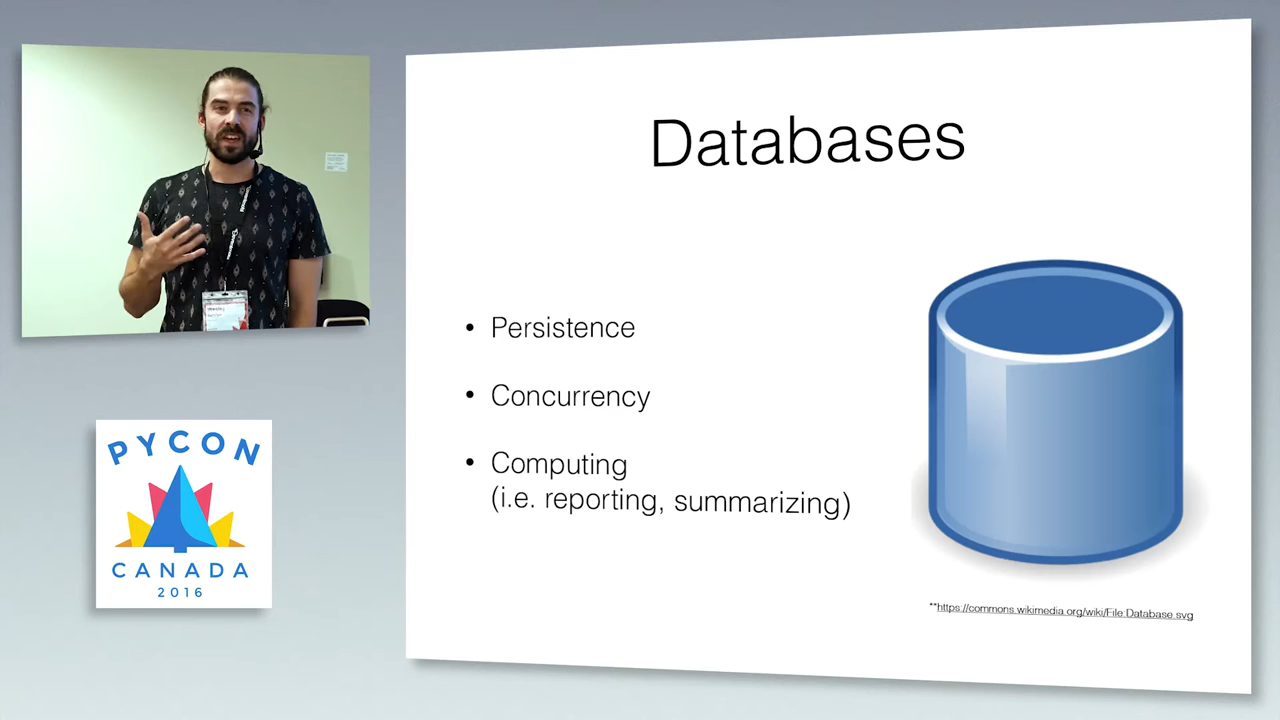 Databases
• Persistence
• Concurrency
• Computing
(i.e. reporting, summarizing)
**https://commons.wikimedia.org/wiki/File:Database.svg
PYCON
CANADA
2016